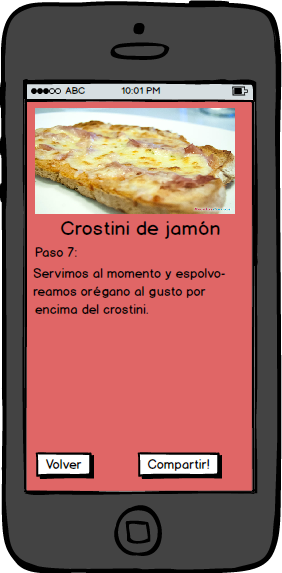 ABC 10:01 PM
Crostini de jamón
Paso 7:
Servimos al momento y espolvo-
reamos orégano al gusto por
encima del crostini.
Volver Compartir!